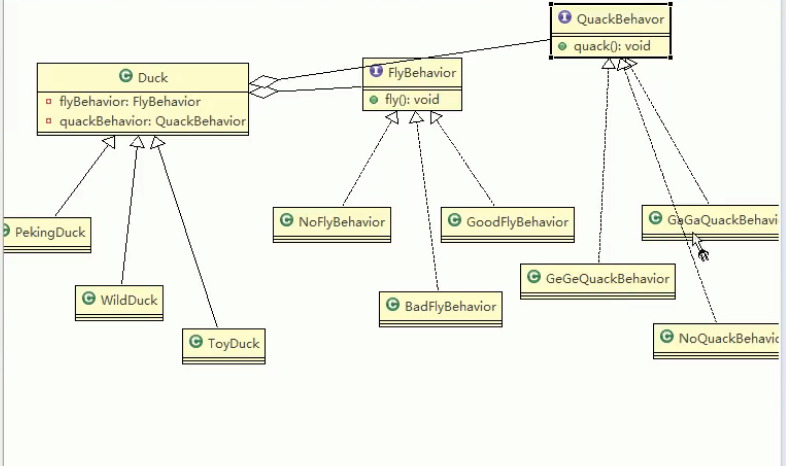 QuackBehavor
quack(): void
Duck
flyBehavior: FlyBehavior
quackBehavior: QuackBehavior
FlyBehavior
fly(): void
PekingDuck
WildDuck
ToyDuck
NoFlyBehavior
GoodFlyBehavior
BadFlyBehavior
GaGaQuackBehavi
GeGeQuackBehavior
NoQuackBehavic